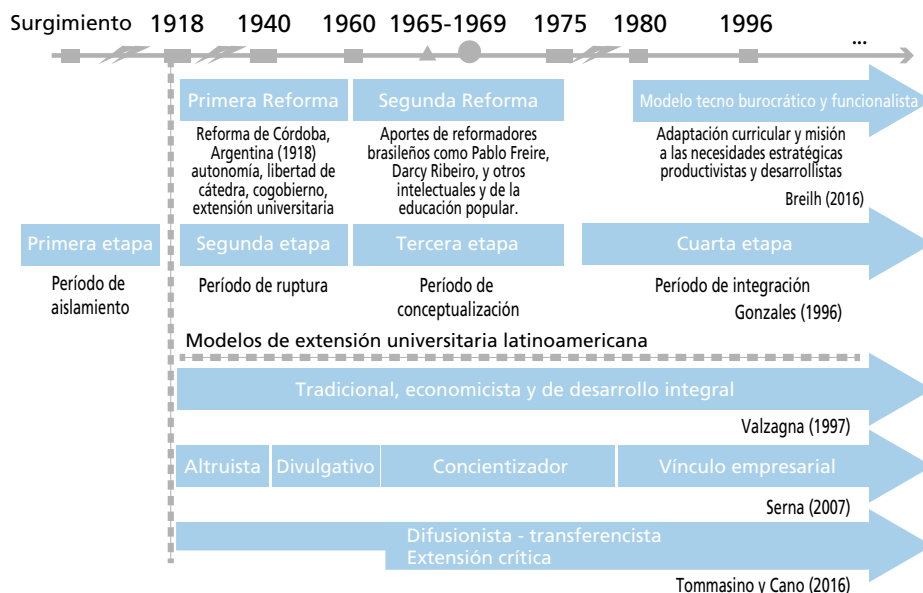 Surgimiento 1918 1940 1960 1965-1969 1975 1980 1996 ...
Primera Reforma
Reforma de Córdoba,
Argentina (1918)
autonomía, libertad de
cátedra, cogobierno,
extensión universitaria
Segunda Reforma
Aportes de reformadores
brasileños como Pablo Freire,
Darcy Ribeiro, y otros
intelectuales y de la
educación popular.
Modelo tecno burocrático y funcionalista
Adaptación curricular y misión
a las necesidades estratégicas
productivistas y desarrollistas
Breilh (2016)
Primera etapa
Período de
aislamiento
Segunda etapa
Período de ruptura
Tercera etapa
Período de
conceptualización
Cuarta etapa
Período de integración
Gonzales (1996)
Modelos de extensión universitaria latinoamericana
Tradicional, economicista y de desarrollo integral
Valzagna (1997)
Altruista Divulgativo Concientizador Vínculo empresarial
Serna (2007)
Difusionista - transferencista
Extensión crítica
Tommasino y Cano (2016)